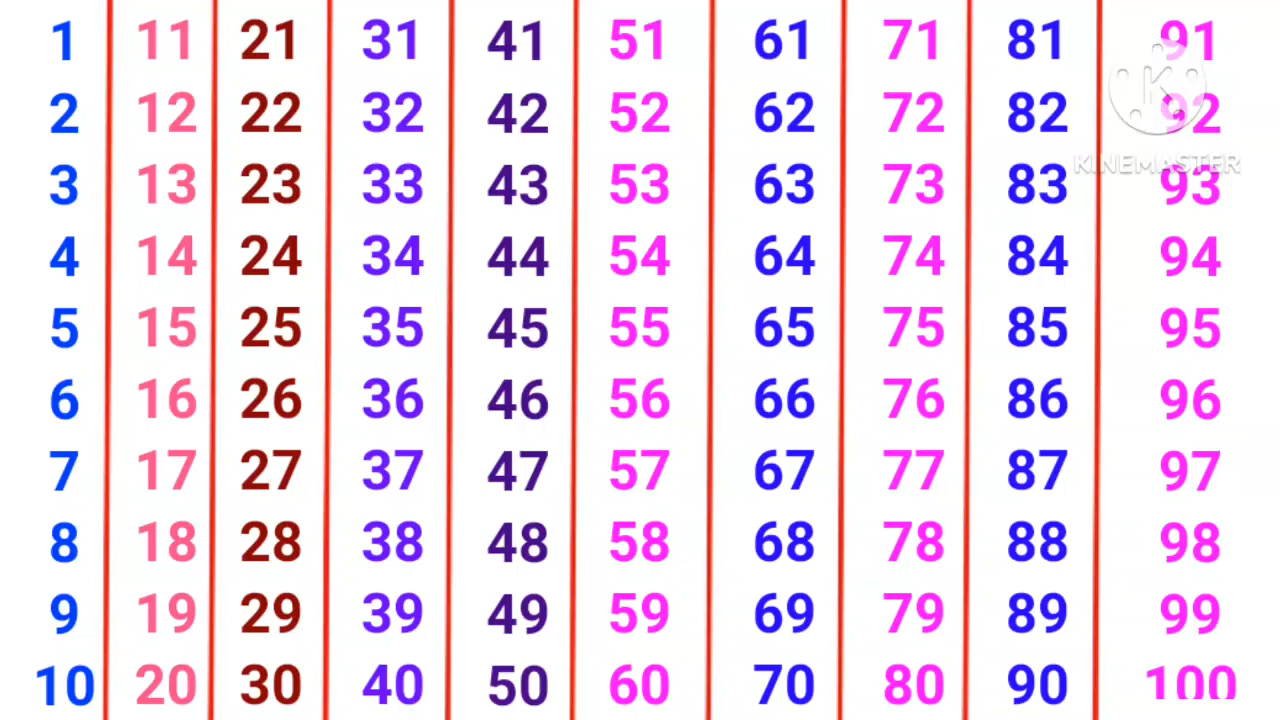 1 11 21 31 41 51 61 71 81 91
2 12 22 32 42 52 62 72 82 92
KINEMASTER
3 13 23 33 43 53 63 73 83 93
4 14 24 34 44 54 64 74 84 94
5 15 25 35 45 55 65 75 85 95
6 16 26 36 46 56 66 76 86 96
7 17 27 37 47 57 67 77 87 97
8 18 28 38 48 58 68 78 88 98
9 19 29 39 49 59 69 79 89 99
10 20 30 40 50 60 70 80 90 100